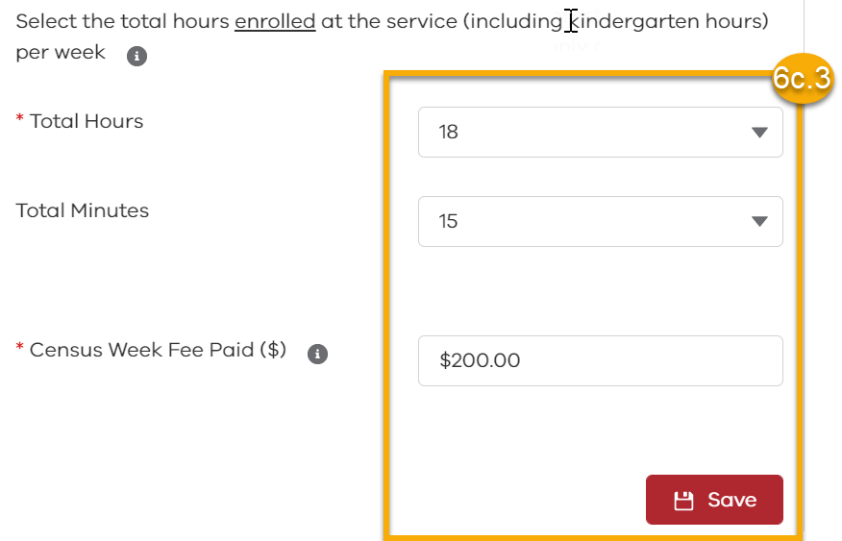 Select the total hours enrolled at the service (including kindergarten hours)
per week
6c.3
* Total Hours
18
Total Minutes
15
* Census Week Fee Paid ($)
$200.00
Save